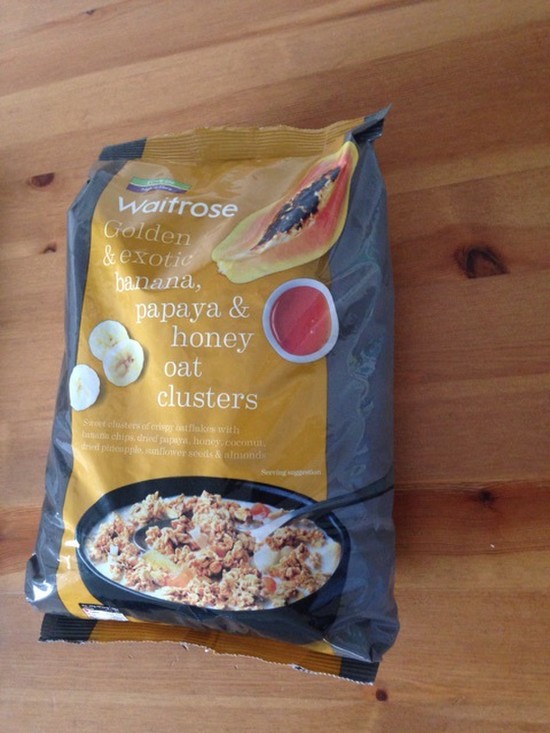 Waitrose
Golden
& exotic
banana,
papaya &
honey
oat
clusters
Sweet clusters of crispy oatflakes with
banana chips, dried papaya, honey, coconut,
dried pineapple, sunflower seeds & almonds
Serving suggestion